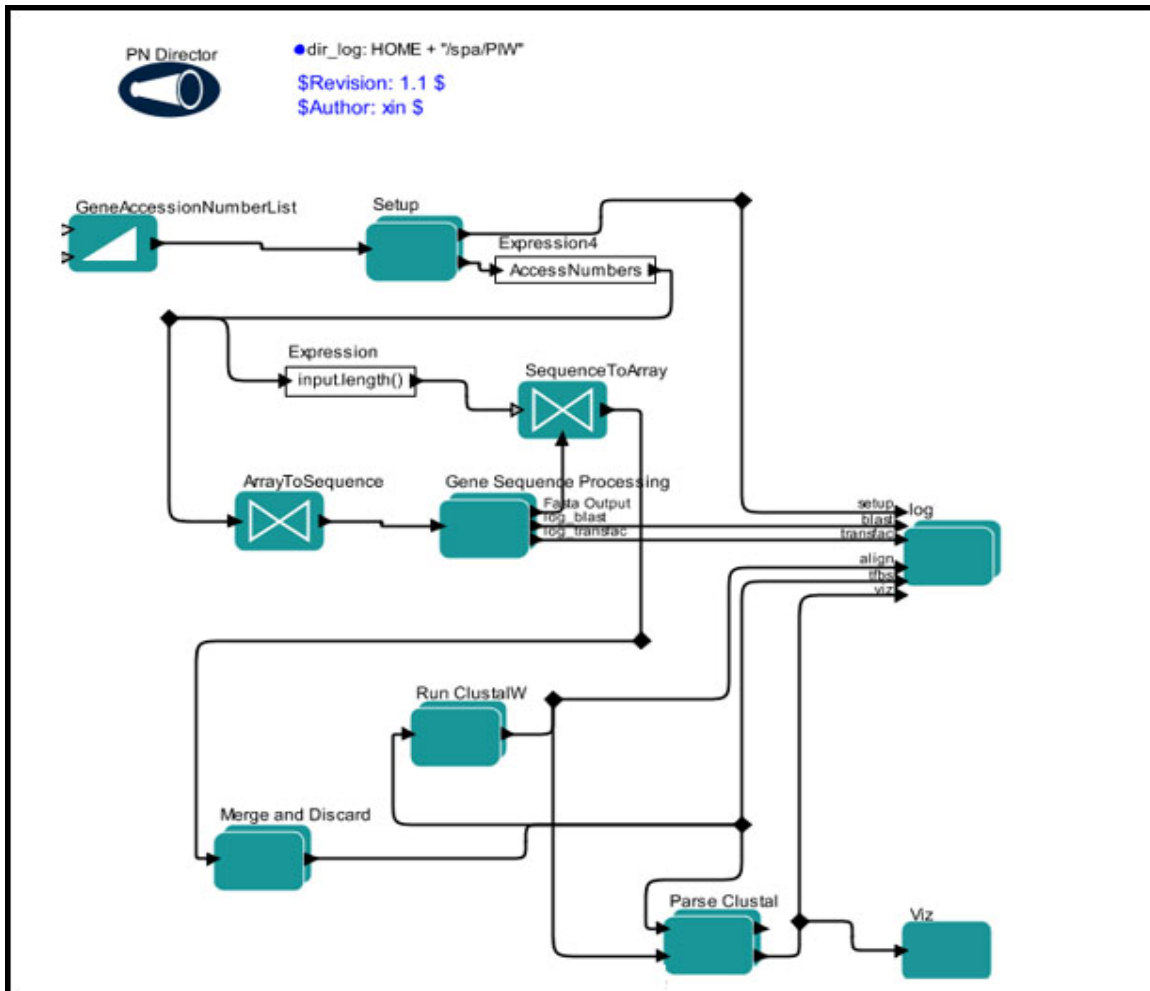 PN Director
dir_log: HOME + "/spa/PIW"
$Revision: 1.1 $
$Author: xin $
GeneAccessionNumberList
Setup
Expression4
AccessNumbers
Expression
input.length()
SequenceToArray
ArrayToSequence
Gene Sequence Processing
Fasta Output
log_blast
log_transfac
setup
log
blast
transfac
align
tfbs
viz
Run ClustalW
Merge and Discard
Parse Clustal
Viz